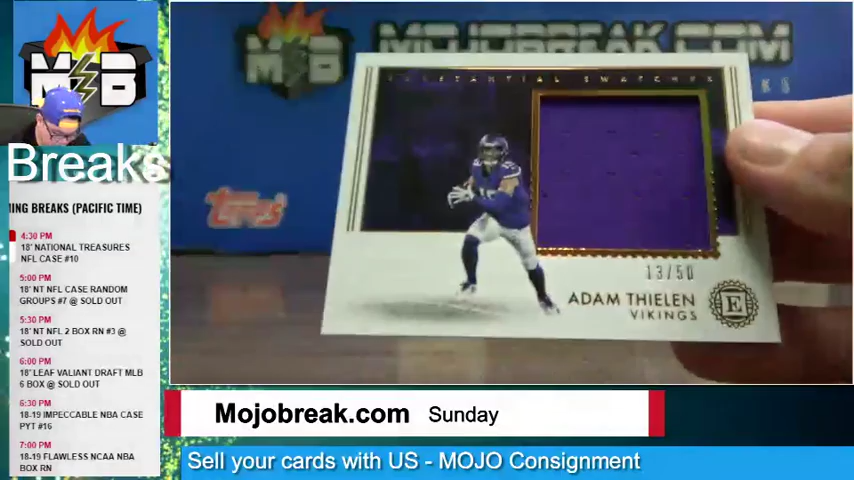 MOJOBREAK.COM
M B
KS
topps
SUBSTANTIAL SWATCHES
13/50
ADAM THIELEN
VIKINGS
E
M B
Breaks
ING BREAKS (PACIFIC TIME)
4:30 PM
18' NATIONAL TREASURES
NFL CASE #10
5:00 PM
18' NT NFL CASE RANDOM
GROUPS #7 @ SOLD OUT
5:30 PM
18' NT NFL 2 BOX RN #3 @
SOLD OUT
6:00 PM
18' LEAF VALIANT DRAFT MLB
6 BOX @ SOLD OUT
6:30 PM
18-19 IMPECCABLE NBA CASE
PYT #16
7:00 PM
18-19 FLAWLESS NCAA NBA
BOX RN
Mojobreak.com Sunday
Sell your cards with US - MOJO Consignment